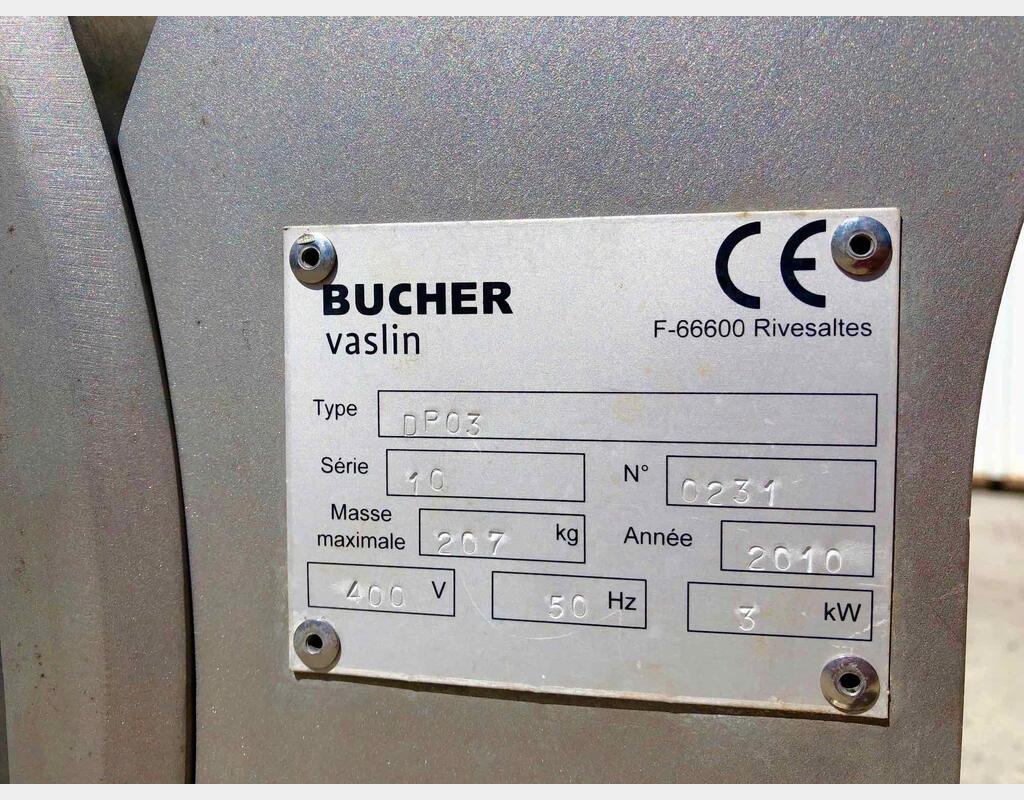 BUCHER
vaslin
CE
F-66600 Rivesaltes
Type DP03
Série 10 N° 0231
Masse
maximale 207 kg Année 2010
400 V 50 Hz 3 kW